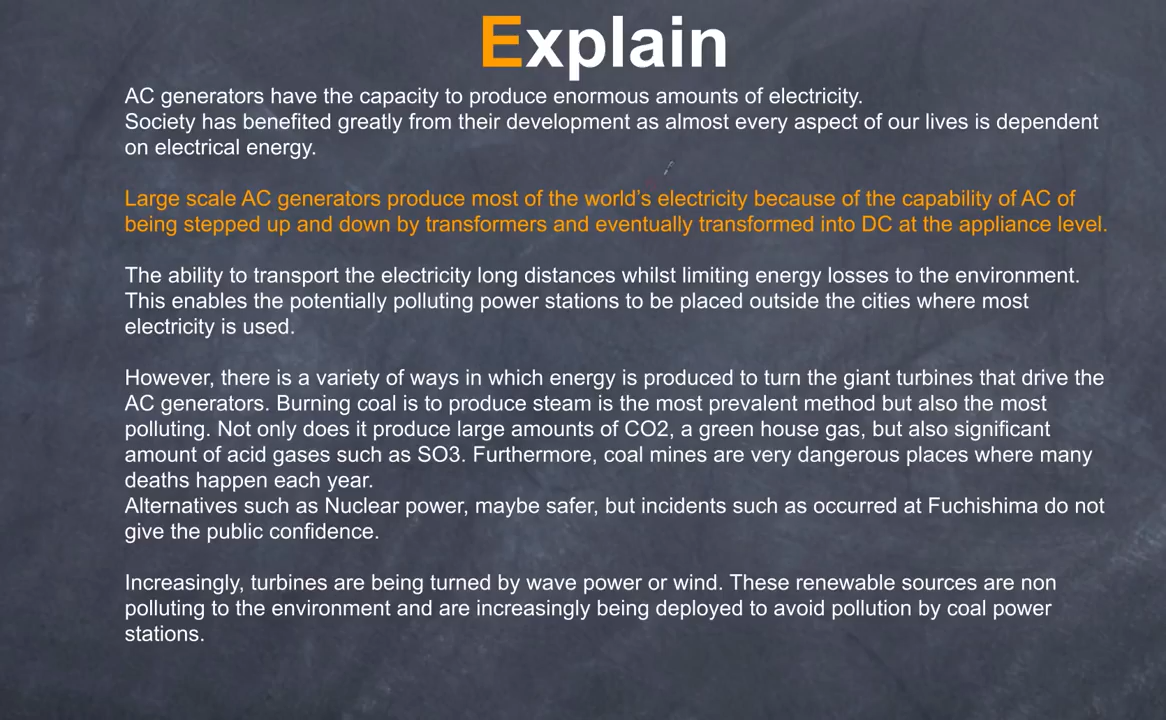 Explain
AC generators have the capacity to produce enormous amounts of electricity.
Society has benefited greatly from their development as almost every aspect of our lives is dependent
on electrical energy.
Large scale AC generators produce most of the world’s electricity because of the capability of AC of
being stepped up and down by transformers and eventually transformed into DC at the appliance level.
The ability to transport the electricity long distances whilst limiting energy losses to the environment.
This enables the potentially polluting power stations to be placed outside the cities where most
electricity is used.
However, there is a variety of ways in which energy is produced to turn the giant turbines that drive the
AC generators. Burning coal is to produce steam is the most prevalent method but also the most
polluting. Not only does it produce large amounts of CO2, a green house gas, but also significant
amount of acid gases such as SO3. Furthermore, coal mines are very dangerous places where many
deaths happen each year.
Alternatives such as Nuclear power, maybe safer, but incidents such as occurred at Fuchishima do not
give the public confidence.
Increasingly, turbines are being turned by wave power or wind. These renewable sources are non
polluting to the environment and are increasingly being deployed to avoid pollution by coal power
stations.